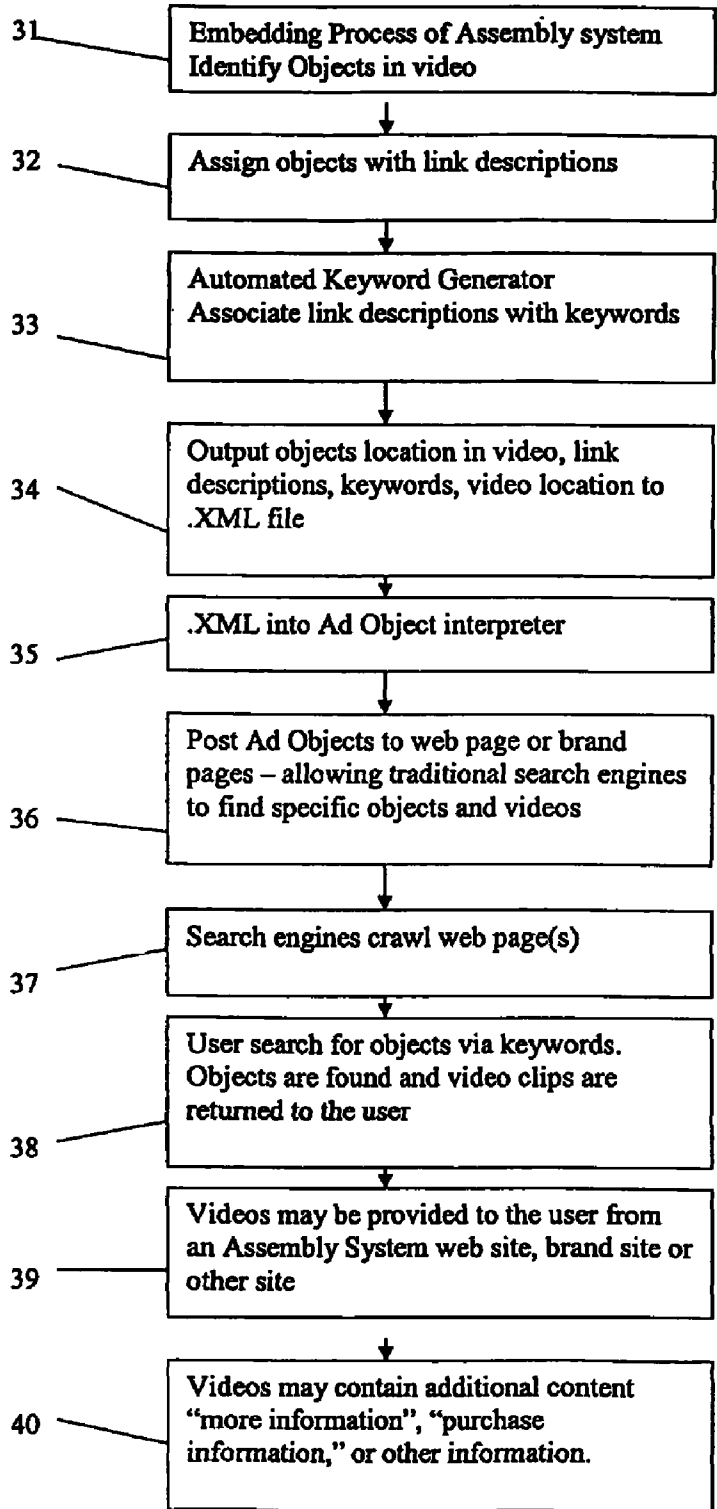 31
Embedding Process of Assembly system
Identify Objects in video
32
Assign objects with link descriptions
33
Automated Keyword Generator
Associate link descriptions with keywords
34
Output objects location in video, link
descriptions, keywords, video location to
.XML file
35
.XML into Ad Object interpreter
36
Post Ad Objects to web page or brand
pages – allowing traditional search engines
to find specific objects and videos
37
Search engines crawl web page(s)
38
User search for objects via keywords.
Objects are found and video clips are
returned to the user
39
Videos may be provided to the user from
an Assembly System web site, brand site or
other site
40
Videos may contain additional content
“more information”, “purchase
information,” or other information.